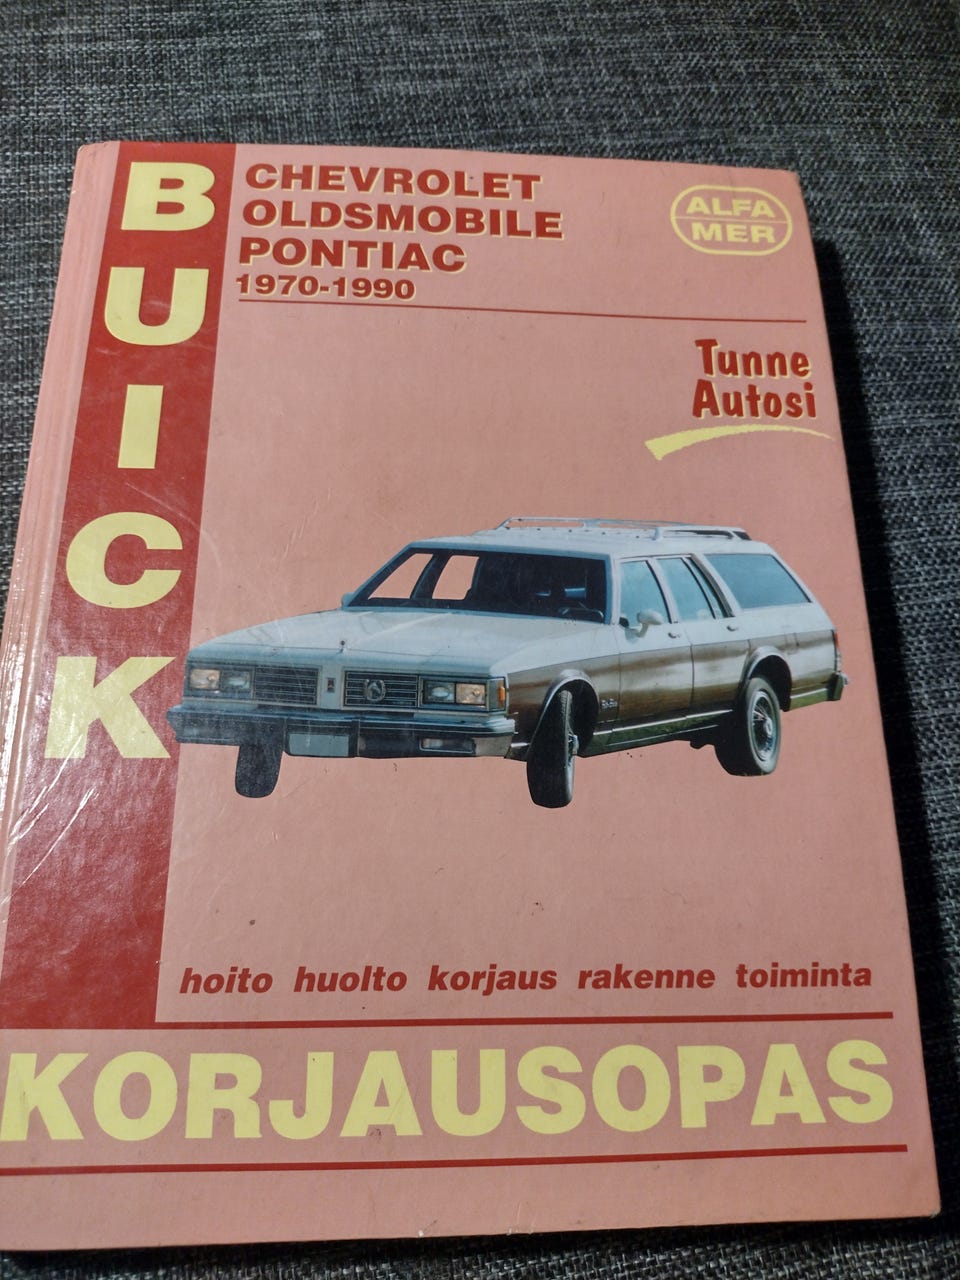 BUICK
CHEVROLET
OLDSMOBILE
PONTIAC
1970-1990
ALFA
MER
Tunne
Autosi
hoito huolto korjaus rakenne toiminta
KORJAUSOPAS